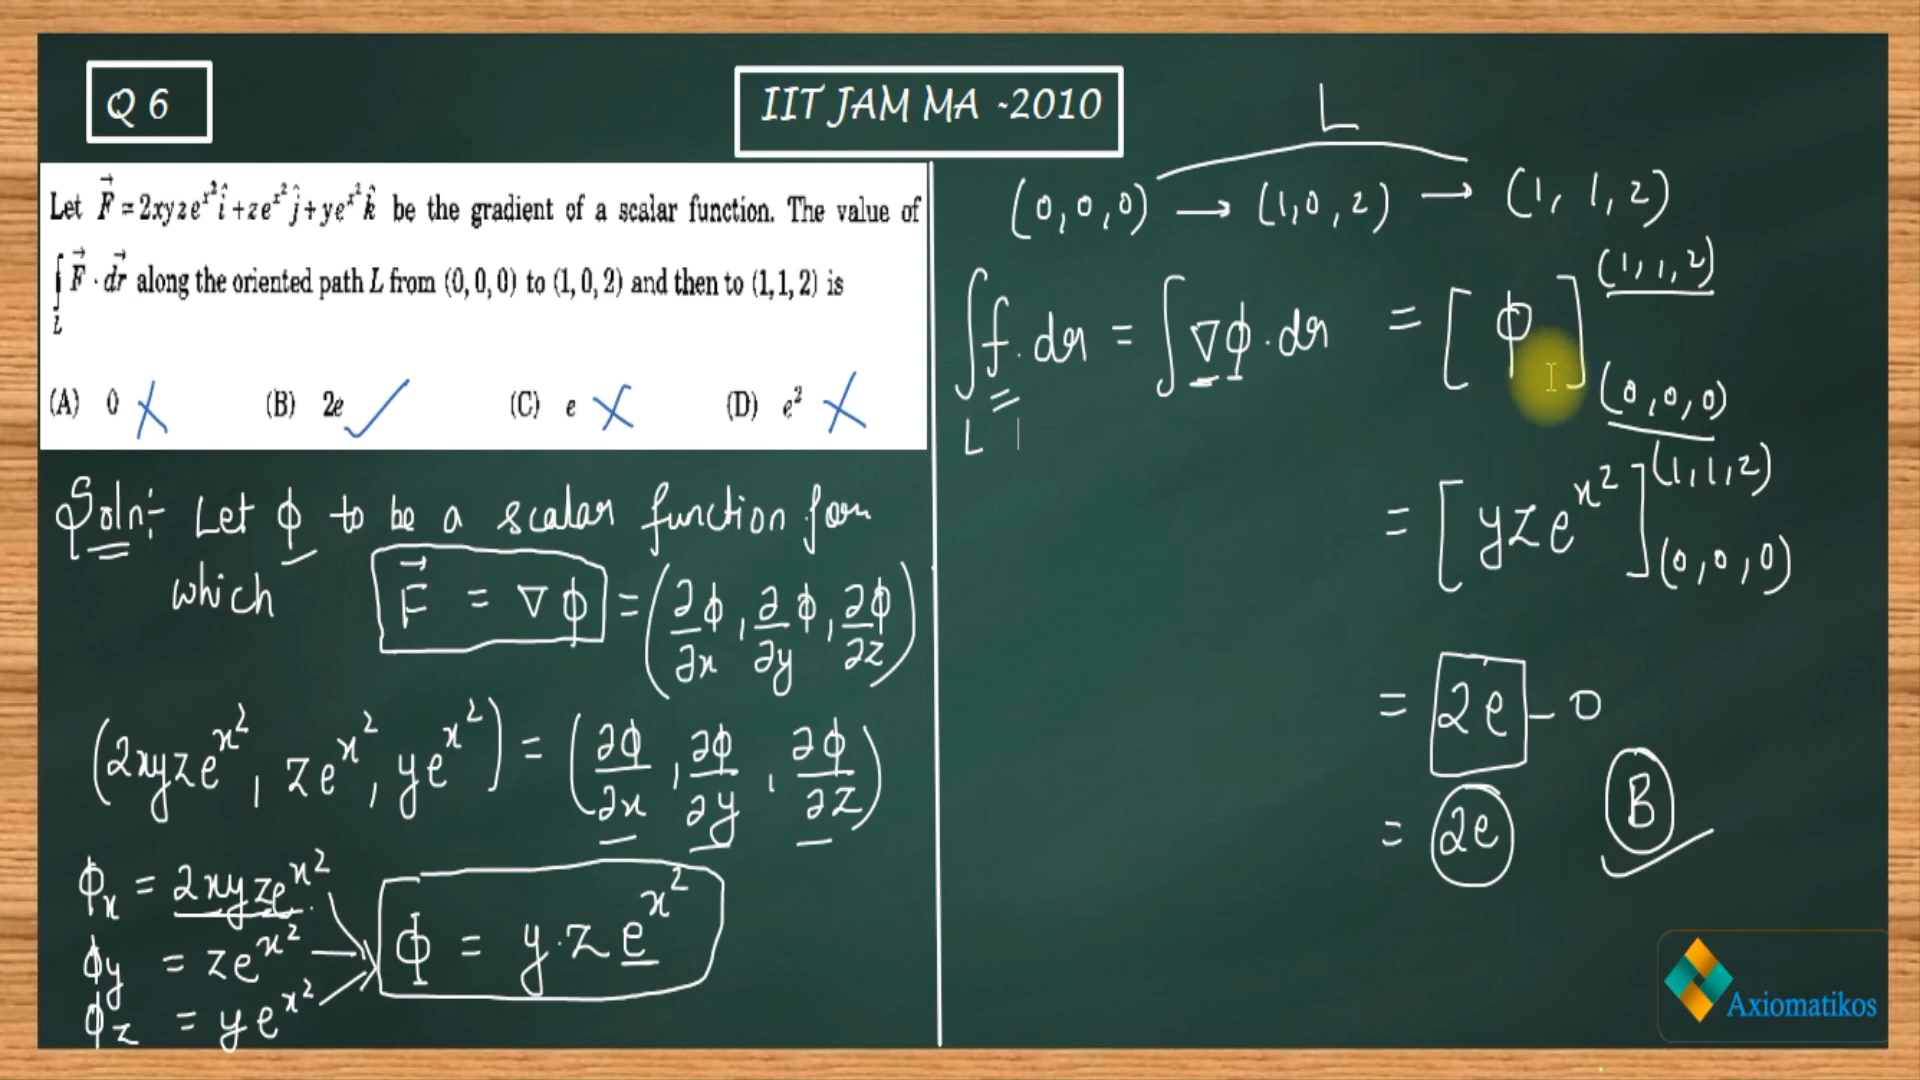 Q 6
IIT JAM MA -2010
Let F⃗ = 2xyze^{x²} î + ze^{x²} ĵ + ye^{x²} k̂ be the gradient of a scalar function. The value of
∫_L F⃗ · dr⃗ along the oriented path L from (0, 0, 0) to (1, 0, 2) and then to (1, 1, 2) is
(A) 0 (B) 2e (C) e (D) e²
Soln:- Let ϕ to be a scalar function for
which F⃗ = ∇ϕ = (∂ϕ/∂x, ∂ϕ/∂y, ∂ϕ/∂z)
(2xyze^{x²}, ze^{x²}, ye^{x²}) = (∂ϕ/∂x, ∂ϕ/∂y, ∂ϕ/∂z)
ϕx = 2xyze^{x²}
ϕy = ze^{x²}
ϕz = ye^{x²}
ϕ = y·z e^{x²}
L
(0,0,0) → (1,0,2) → (1,1,2)
∫_L f·dr = ∫∇ϕ·dr = [ϕ]_{(0,0,0)}^{(1,1,2)}
= [yze^{x²}]_{(0,0,0)}^{(1,1,2)}
= 2e - 0
= 2e B
Axiomatikos